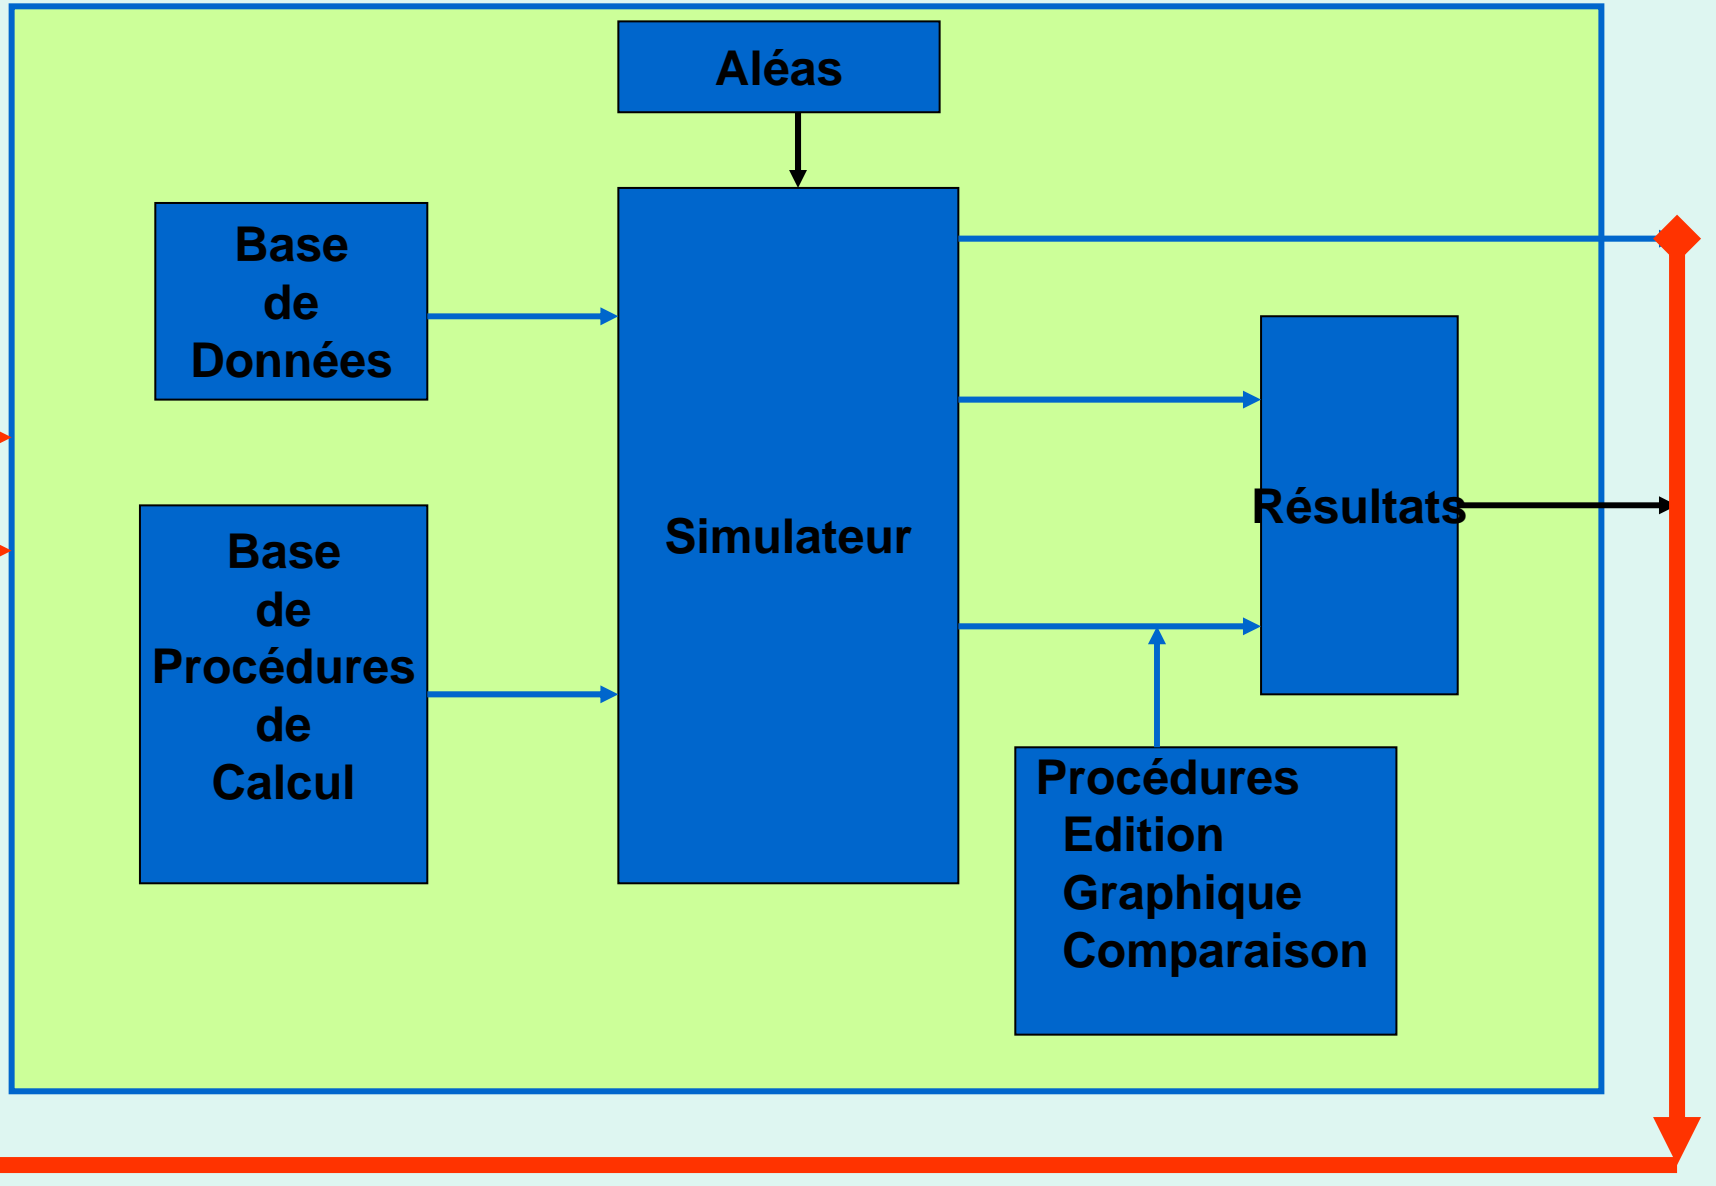 Aléas
Base
de
Données
Base
de
Procédures
de
Calcul
Simulateur
Résultats
Procédures
Edition
Graphique
Comparaison